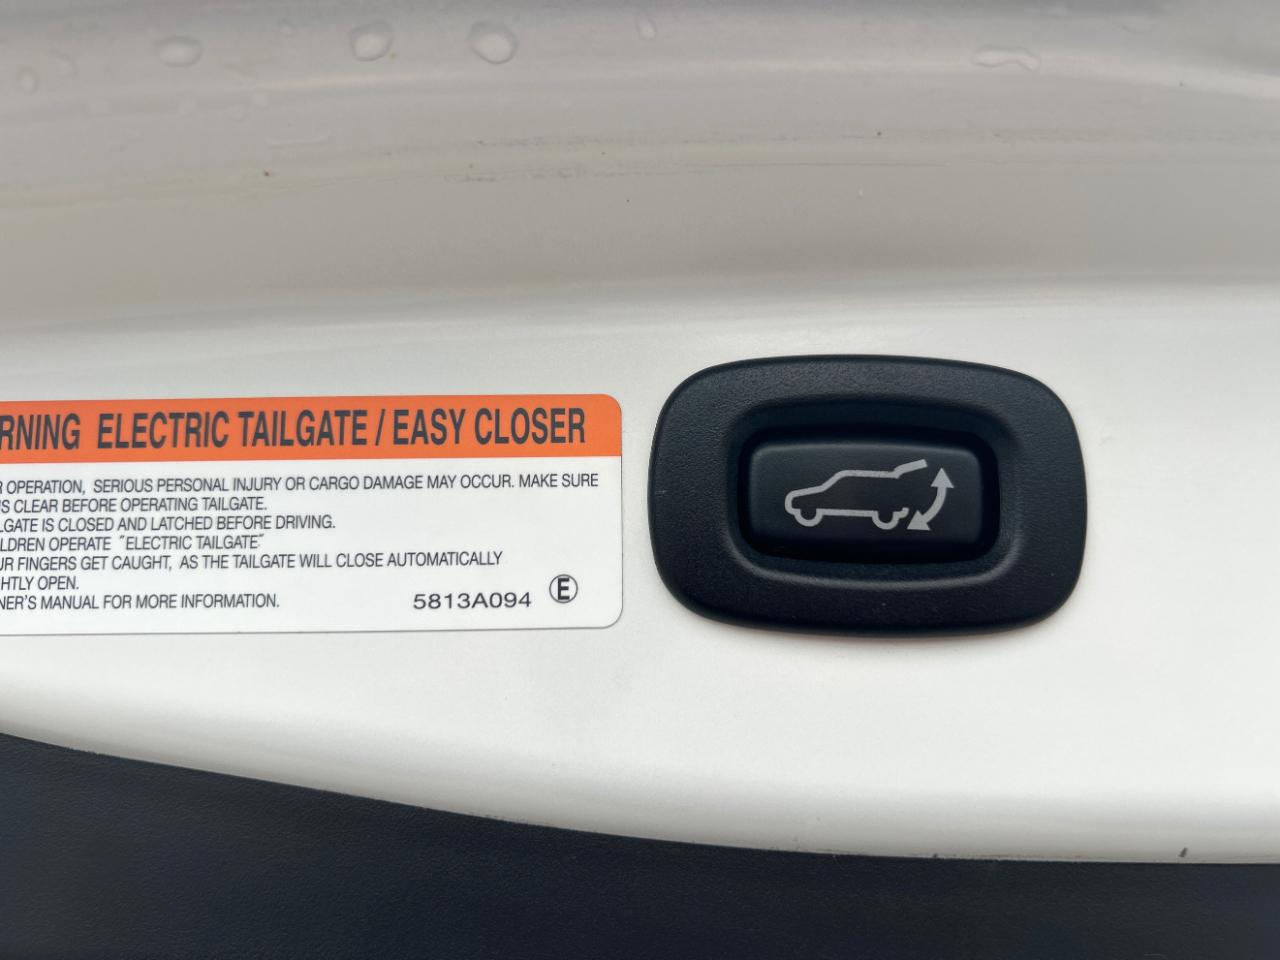 RNING ELECTRIC TAILGATE / EASY CLOSER
R OPERATION, SERIOUS PERSONAL INJURY OR CARGO DAMAGE MAY OCCUR. MAKE SURE
IS CLEAR BEFORE OPERATING TAILGATE.
LGATE IS CLOSED AND LATCHED BEFORE DRIVING.
LDREN OPERATE "ELECTRIC TAILGATE"
UR FINGERS GET CAUGHT, AS THE TAILGATE WILL CLOSE AUTOMATICALLY
GHTLY OPEN.
NER'S MANUAL FOR MORE INFORMATION.
5813A094 E